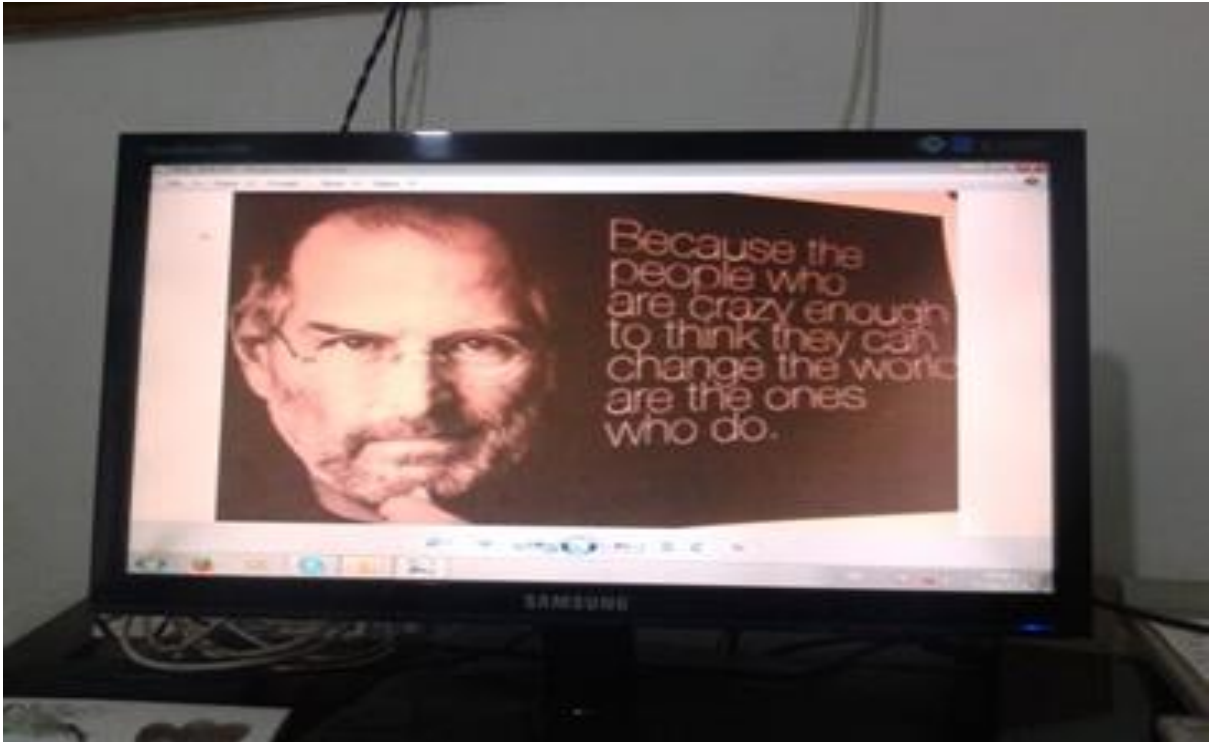 Because the
people who
are crazy enough
to think they can
change the world
are the ones
who do.
SAMSUNG